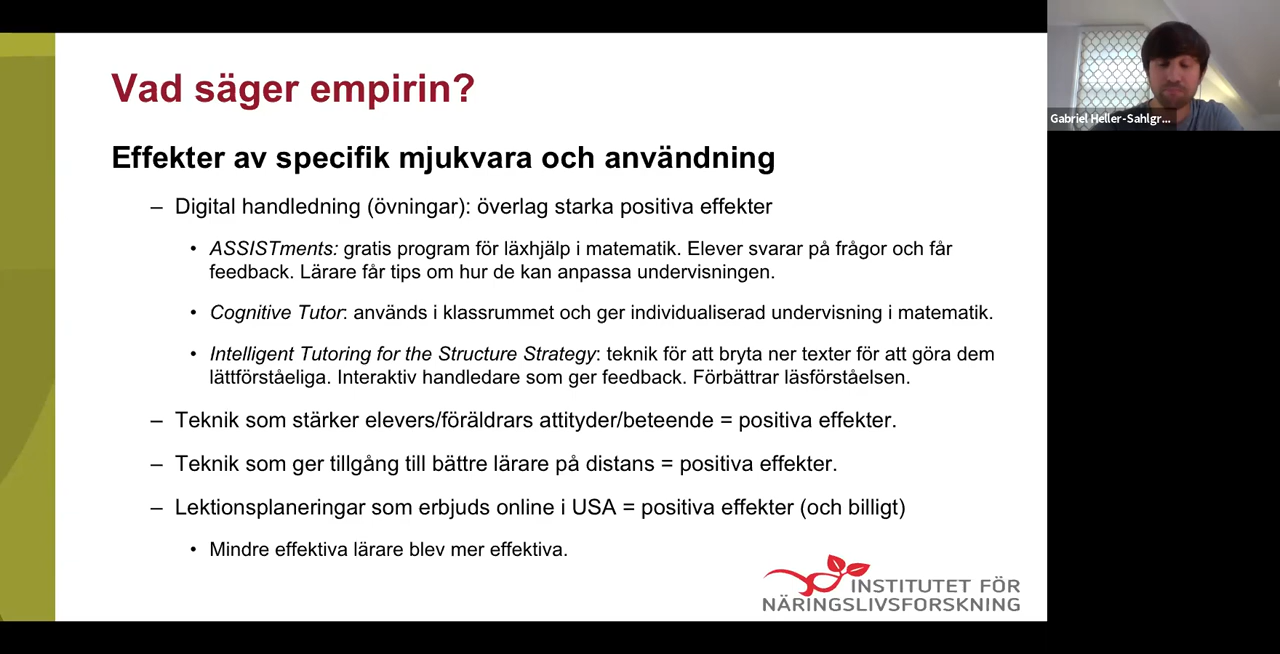 Vad säger empirin?
Gabriel Heller-Sahlgr...
Effekter av specifik mjukvara och användning
– Digital handledning (övningar): överlag starka positiva effekter
• ASSISTments: gratis program för läxhjälp i matematik. Elever svarar på frågor och får
feedback. Lärare får tips om hur de kan anpassa undervisningen.
• Cognitive Tutor: används i klassrummet och ger individualiserad undervisning i matematik.
• Intelligent Tutoring for the Structure Strategy: teknik för att bryta ner texter för att göra dem
lättförståeliga. Interaktiv handledare som ger feedback. Förbättrar läsförståelsen.
– Teknik som stärker elevers/föräldrars attityder/beteende = positiva effekter.
– Teknik som ger tillgång till bättre lärare på distans = positiva effekter.
– Lektionsplaneringar som erbjuds online i USA = positiva effekter (och billigt)
• Mindre effektiva lärare blev mer effektiva.
INSTITUTET FÖR
NÄRINGSLIVSFORSKNING